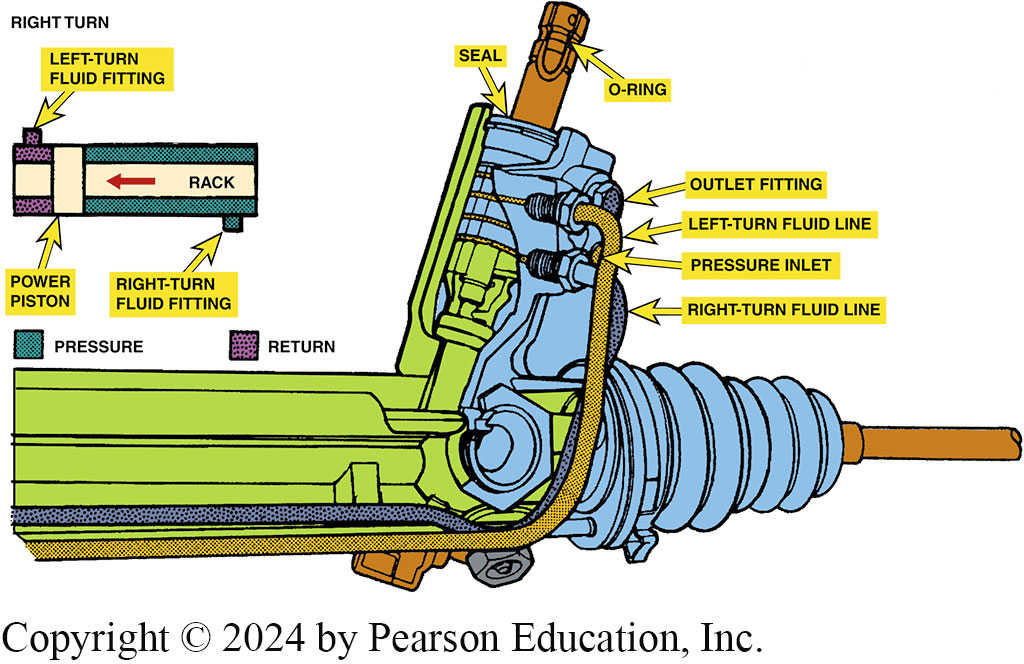 RIGHT TURN
LEFT-TURN
FLUID FITTING
SEAL
O-RING
RACK
OUTLET FITTING
LEFT-TURN FLUID LINE
PRESSURE INLET
RIGHT-TURN FLUID LINE
POWER
PISTON
RIGHT-TURN
FLUID FITTING
PRESSURE
RETURN
Copyright © 2024 by Pearson Education, Inc.